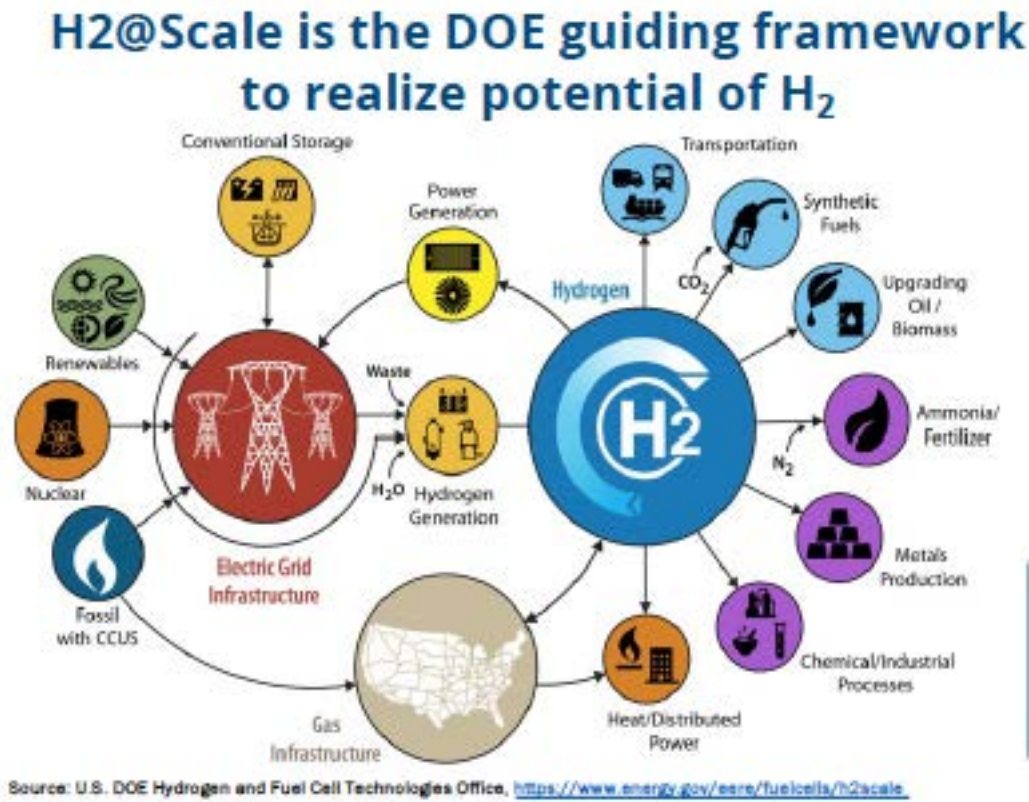 H2@Scale is the DOE guiding framework
to realize potential of H₂
Conventional Storage
Transportation
Power
Generation
Synthetic
Fuels
Hydrogen
CO₂
Upgrading
Oil /
Biomass
Renewables
Waste
H2
Ammonia/
Fertilizer
N₂
Nuclear
H₂O
Hydrogen
Generation
Metals
Production
Electric Grid
Infrastructure
Fossil
with CCUS
Chemical/Industrial
Processes
Gas
Infrastructure
Heat/Distributed
Power
Source: U.S. DOE Hydrogen and Fuel Cell Technologies Office, https://www.energy.gov/eere/fuelcells/h2scale